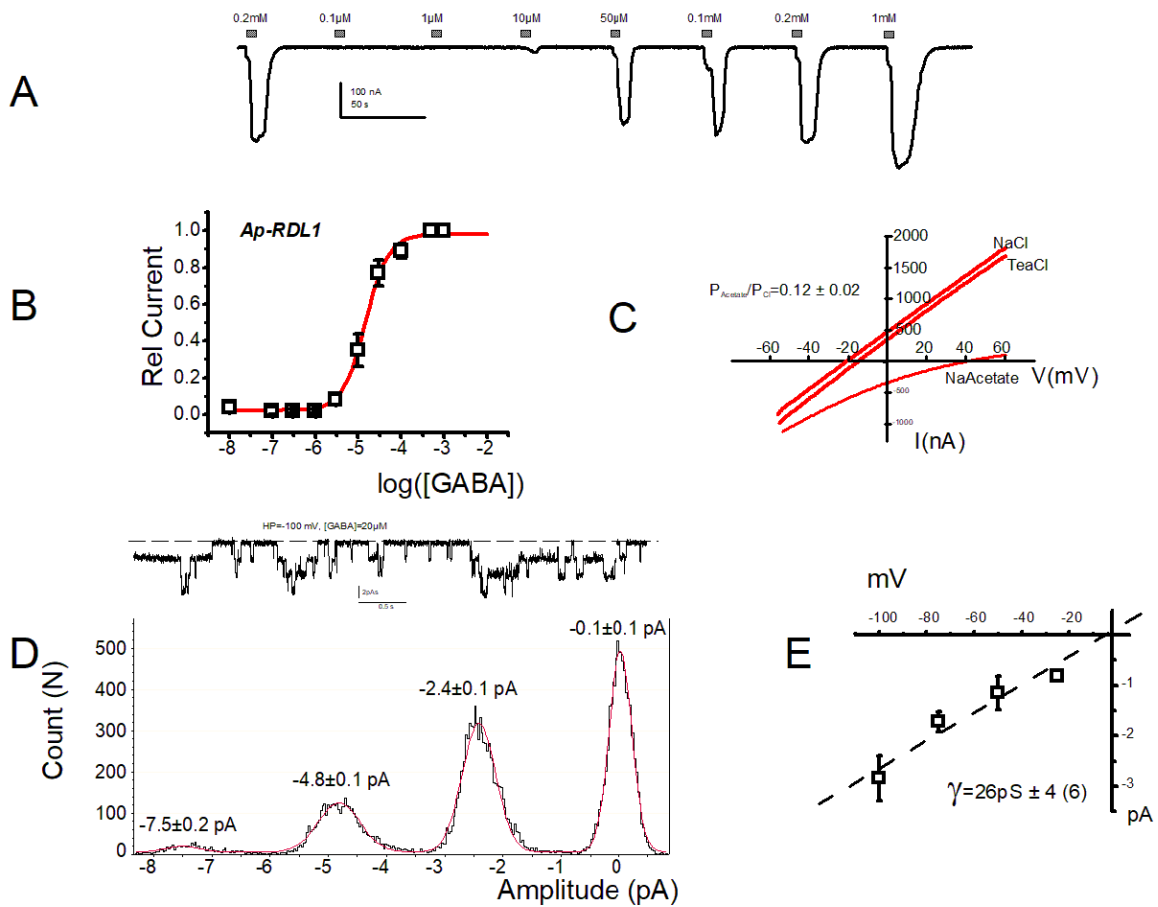 0.2mM 0.1µM 1µM 10µM 50µM 0.1mM 0.2mM 1mM
A
100 nA
50 s
B
Ap-RDL1
Rel Current
1.0
0.8
0.6
0.4
0.2
0.0
-8 -7 -6 -5 -4 -3 -2
log([GABA])
C
P Acetate/P Cl=0.12 ± 0.02
2000
1500
1000
500
-500
-1000
NaCl
TeaCl
-60 -40 -20 20 40 60
NaAcetate
V(mV)
I(nA)
HP=-100 mV, [GABA]=20µM
2pAs
0.5 s
D
Count (N)
500
400
300
200
100
0
-7.5±0.2 pA
-4.8±0.1 pA
-2.4±0.1 pA
-0.1±0.1 pA
-8 -7 -6 -5 -4 -3 -2 -1 0
Amplitude (pA)
E
mV
-100 -80 -60 -40 -20
-1
-2
-3
γ=26pS ± 4 (6)
pA